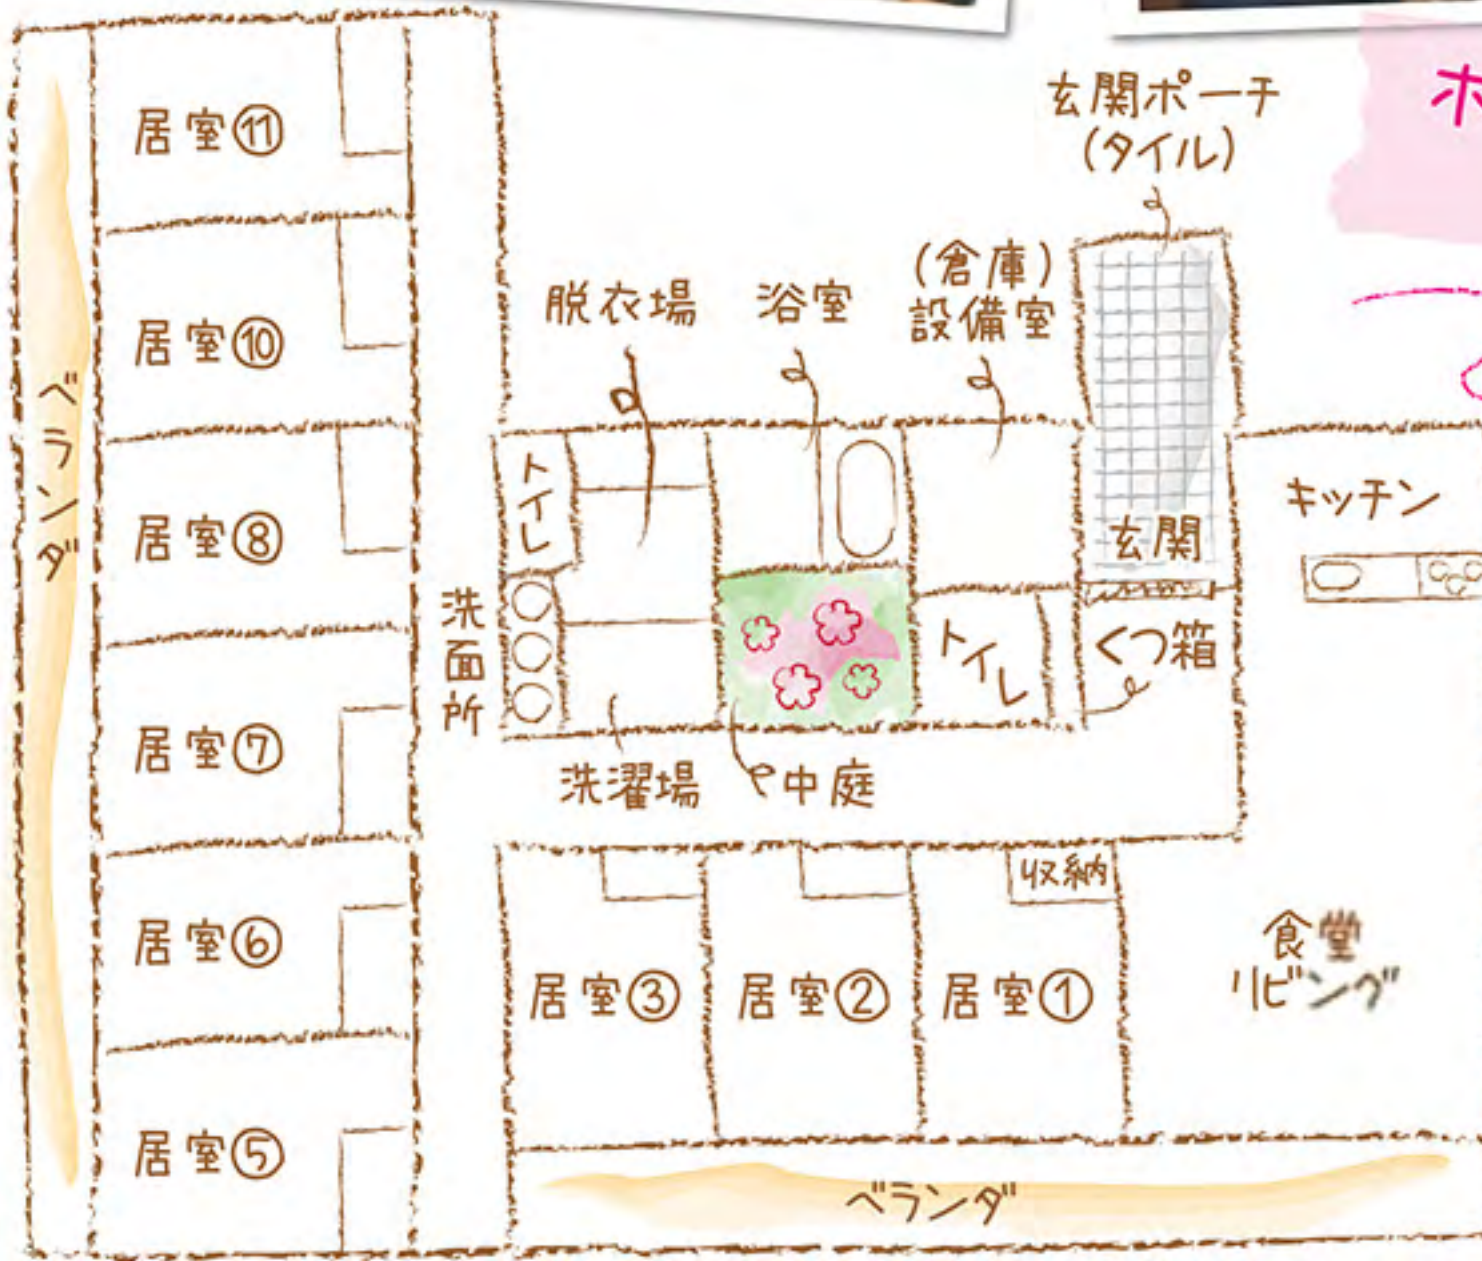 玄関ポーチ
(タイル)
ホ
居室⑪
居室⑩
居室⑧
居室⑦
居室⑥
居室⑤
ベランダ
脱衣場
浴室
(倉庫)
設備室
トイレ
玄関
キッチン
洗面所
トイレ
くつ箱
洗濯場
中庭
収納
居室③
居室②
居室①
食堂
リビング
ベランダ